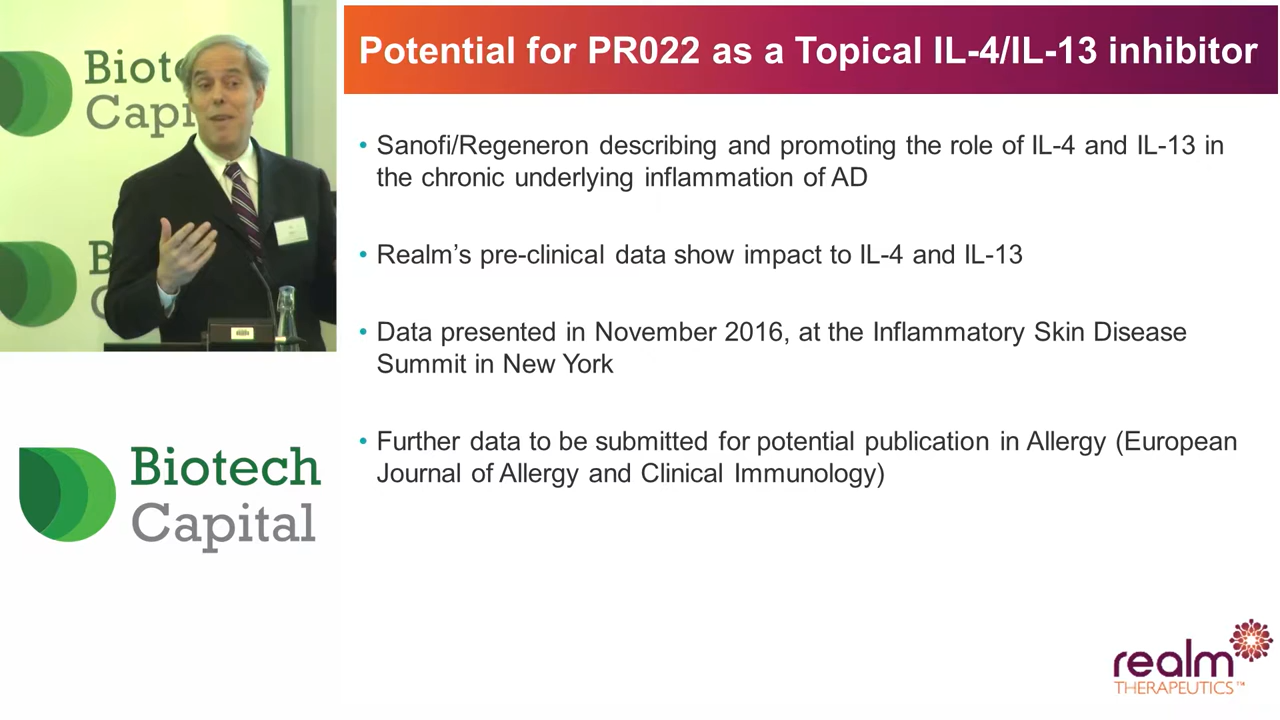 Potential for PR022 as a Topical IL-4/IL-13 inhibitor
• Sanofi/Regeneron describing and promoting the role of IL-4 and IL-13 in
the chronic underlying inflammation of AD
• Realm’s pre-clinical data show impact to IL-4 and IL-13
• Data presented in November 2016, at the Inflammatory Skin Disease
Summit in New York
• Further data to be submitted for potential publication in Allergy (European
Journal of Allergy and Clinical Immunology)
Biotech
Capital
realm
THERAPEUTICS™